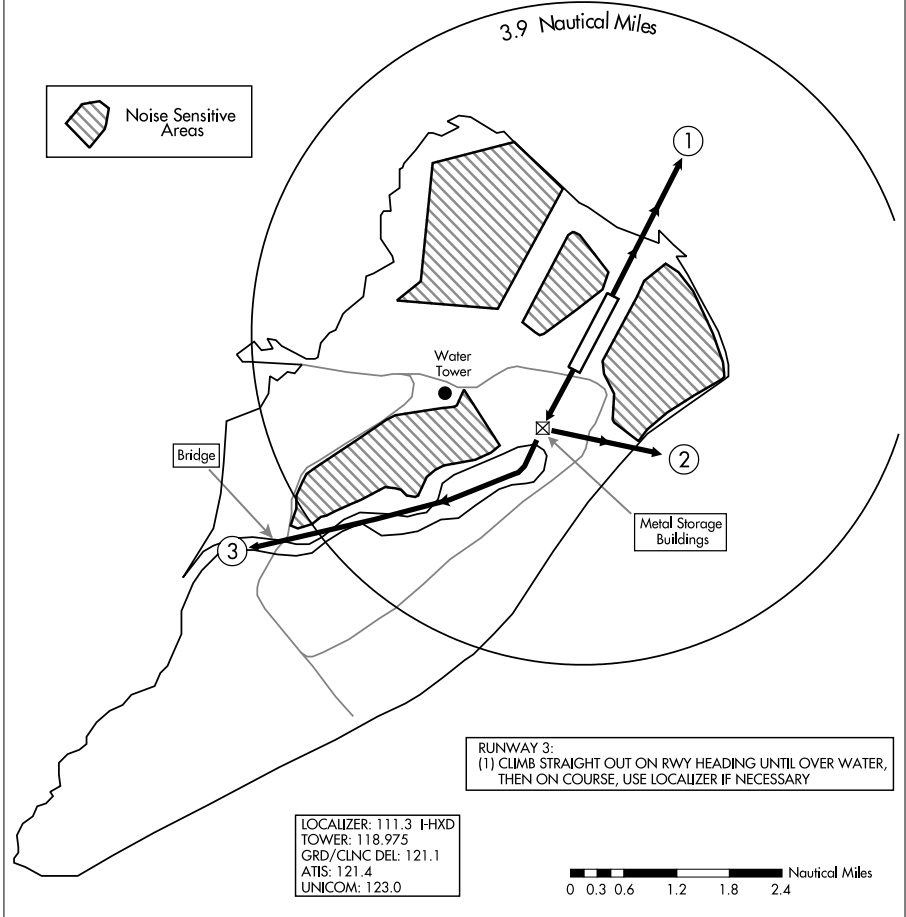 3.9 Nautical Miles
Noise Sensitive
Areas
1
Water
Tower
Bridge
2
Metal Storage
Buildings
3
RUNWAY 3:
(1) CLIMB STRAIGHT OUT ON RWY HEADING UNTIL OVER WATER,
THEN ON COURSE, USE LOCALIZER IF NECESSARY
LOCALIZER: 111.3 I-HXD
TOWER: 118.975
GRD/CLNC DEL: 121.1
ATIS: 121.4
UNICOM: 123.0
Nautical Miles
0 0.3 0.6 1.2 1.8 2.4